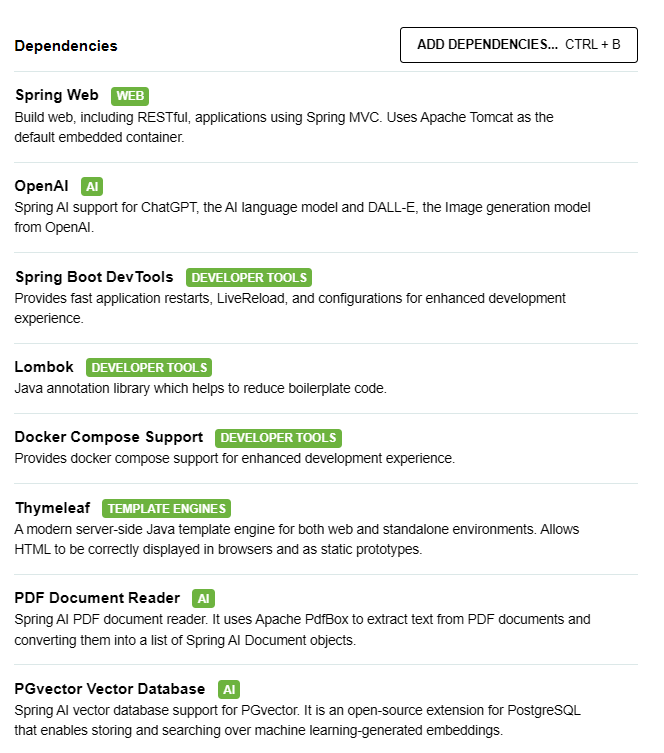 Dependencies ADD DEPENDENCIES... CTRL + B
Spring Web WEB
Build web, including RESTful, applications using Spring MVC. Uses Apache Tomcat as the
default embedded container.
OpenAI AI
Spring AI support for ChatGPT, the AI language model and DALL-E, the Image generation model
from OpenAI.
Spring Boot DevTools DEVELOPER TOOLS
Provides fast application restarts, LiveReload, and configurations for enhanced development
experience.
Lombok DEVELOPER TOOLS
Java annotation library which helps to reduce boilerplate code.
Docker Compose Support DEVELOPER TOOLS
Provides docker compose support for enhanced development experience.
Thymeleaf TEMPLATE ENGINES
A modern server-side Java template engine for both web and standalone environments. Allows
HTML to be correctly displayed in browsers and as static prototypes.
PDF Document Reader AI
Spring AI PDF document reader. It uses Apache PdfBox to extract text from PDF documents and
converting them into a list of Spring AI Document objects.
PGvector Vector Database AI
Spring AI vector database support for PGvector. It is an open-source extension for PostgreSQL
that enables storing and searching over machine learning-generated embeddings.